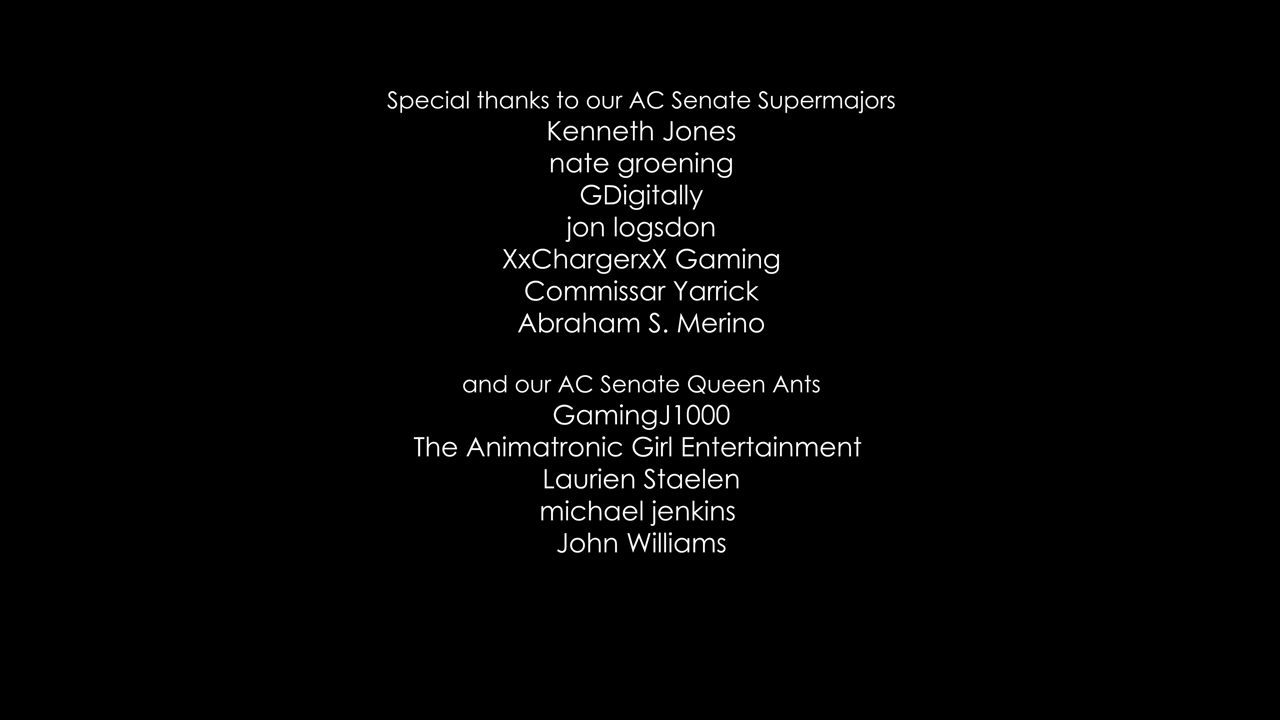 Special thanks to our AC Senate Supermajors
Kenneth Jones
nate groening
GDigitally
jon logsdon
XxChargerxX Gaming
Commissar Yarrick
Abraham S. Merino
and our AC Senate Queen Ants
GamingJ1000
The Animatronic Girl Entertainment
Laurien Staelen
michael jenkins
John Williams